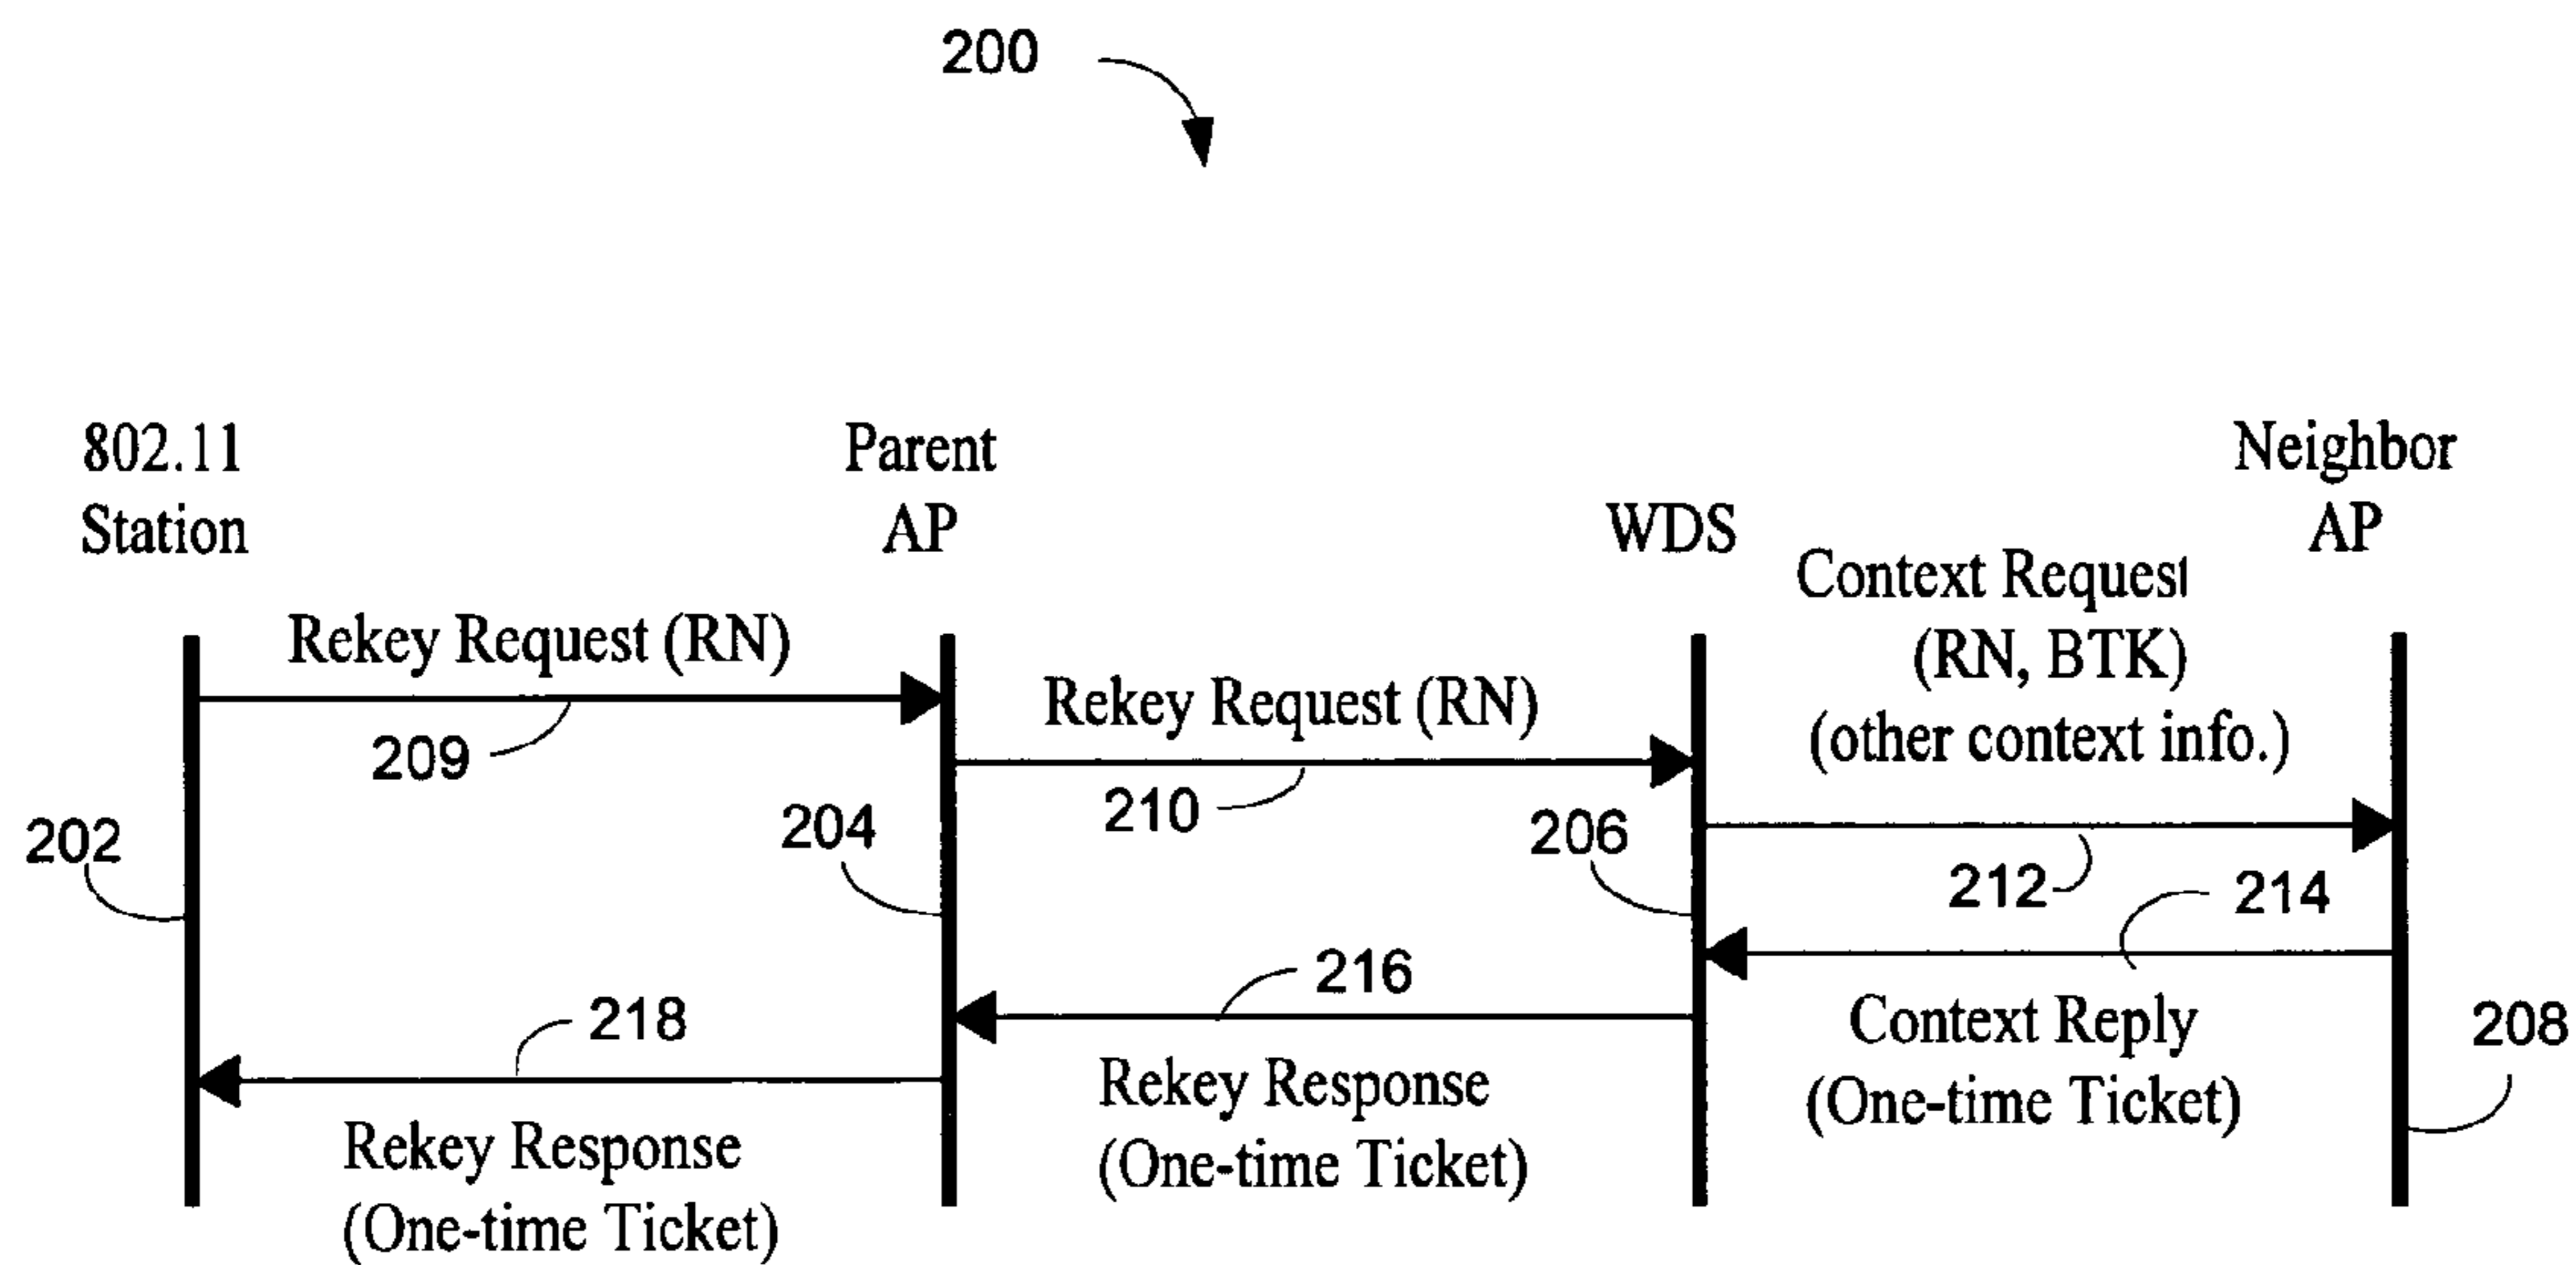 200
802.11
Station
Parent
AP
WDS
Neighbor
AP
Context Request
(RN, BTK)
(other context info.)
Rekey Request (RN)
209
Rekey Request (RN)
210
202
204
206
212
214
216
218
Context Reply
(One-time Ticket)
208
Rekey Response
(One-time Ticket)
Rekey Response
(One-time Ticket)